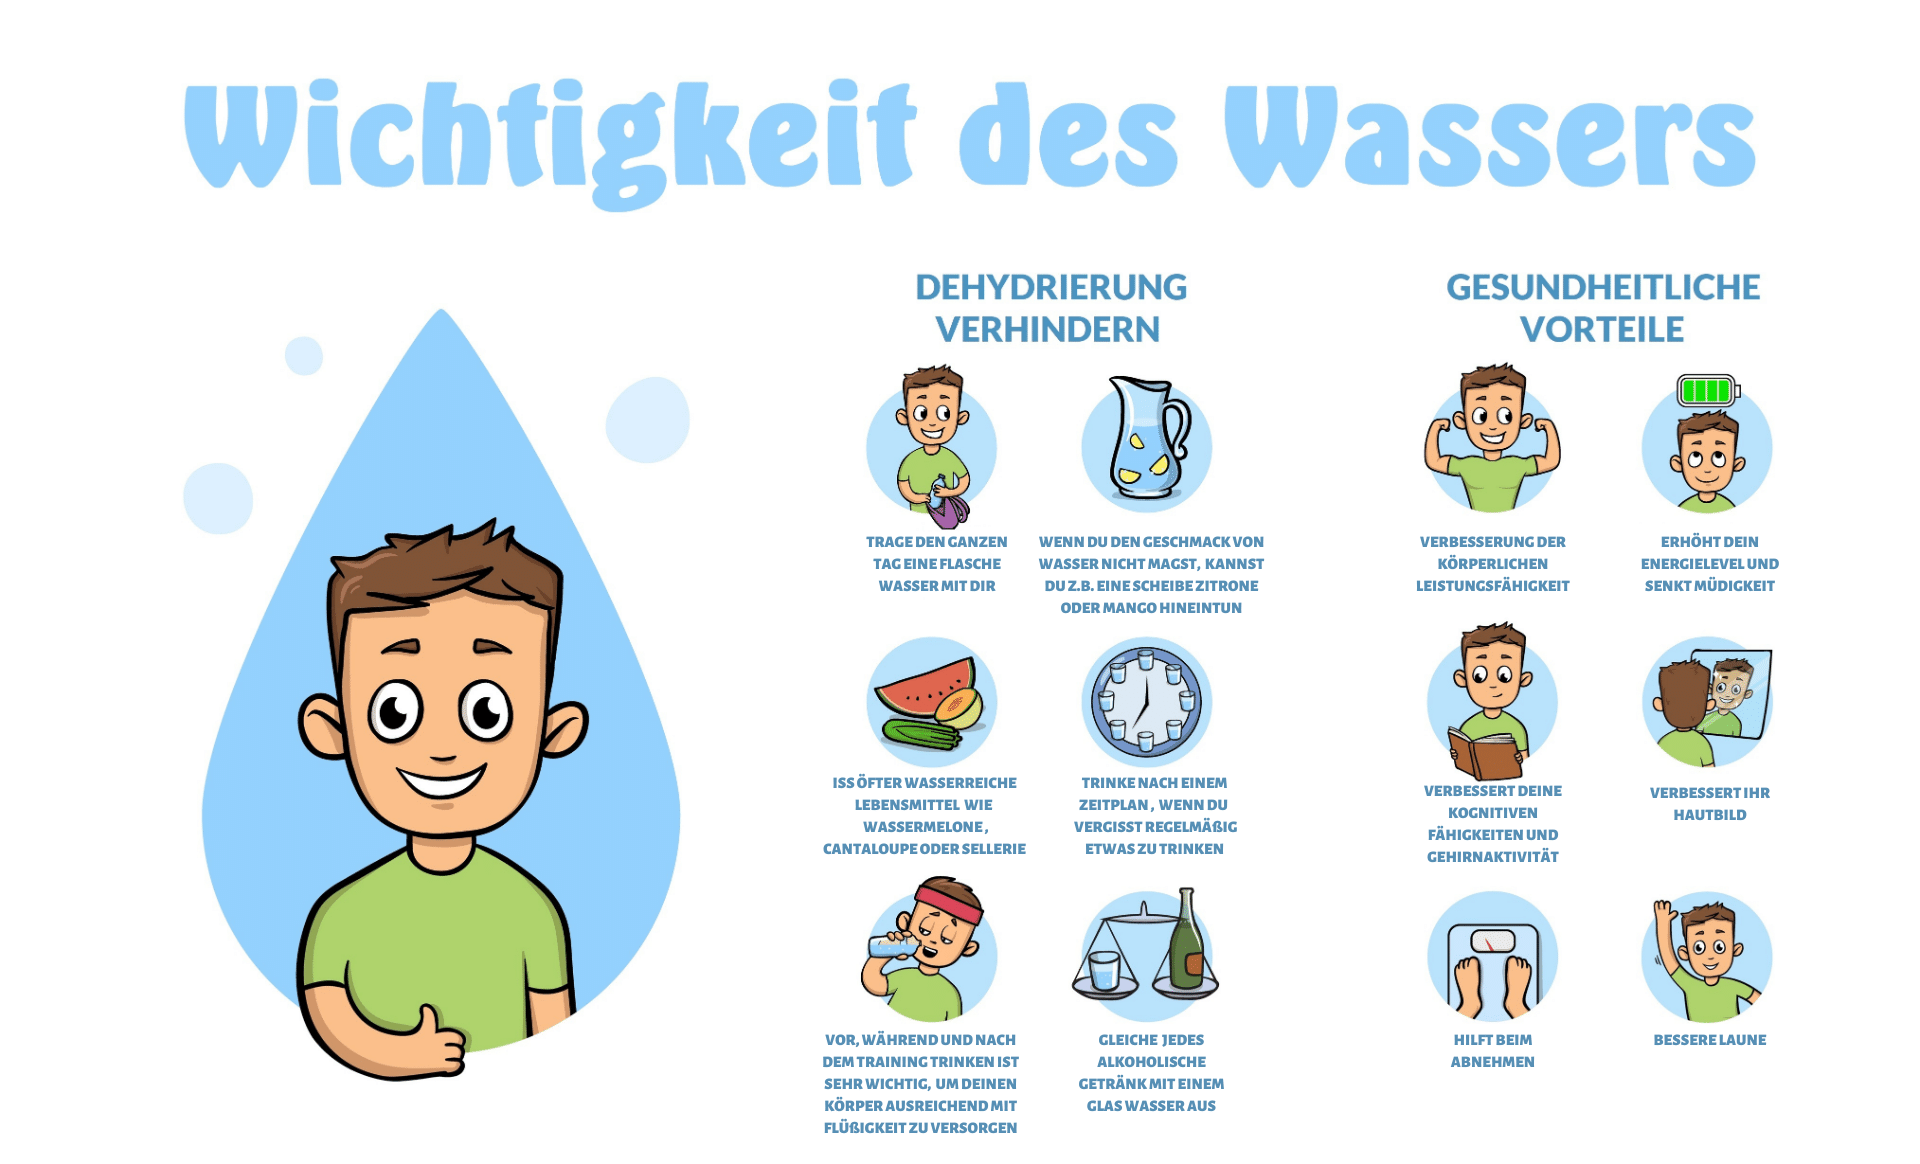 Wichtigkeit des Wassers
DEHYDRIERUNG
VERHINDERN
TRAGE DEN GANZEN
TAG EINE FLASCHE
WASSER MIT DIR
WENN DU DEN GESCHMACK VON
WASSER NICHT MAGST, KANNST
DU Z.B. EINE SCHEIBE ZITRONE
ODER MANGO HINEINTUN
ISS ÖFTER WASSERREICHE
LEBENSMITTEL WIE
WASSERMELONE ,
CANTALOUPE ODER SELLERIE
TRINKE NACH EINEM
ZEITPLAN , WENN DU
VERGISST REGELMÄßIG
ETWAS ZU TRINKEN
VOR, WÄHREND UND NACH
DEM TRAINING TRINKEN IST
SEHR WICHTIG, UM DEINEN
KÖRPER AUSREICHEND MIT
FLÜßIGKEIT ZU VERSORGEN
GLEICHE JEDES
ALKOHOLISCHE
GETRÄNK MIT EINEM
GLAS WASSER AUS
GESUNDHEITLICHE
VORTEILE
VERBESSERUNG DER
KÖRPERLICHEN
LEISTUNGSFÄHIGKEIT
ERHÖHT DEIN
ENERGIELEVEL UND
SENKT MÜDIGKEIT
VERBESSERT DEINE
KOGNITIVEN
FÄHIGKEITEN UND
GEHIRNAKTIVITÄT
VERBESSERT IHR
HAUTBILD
HILFT BEIM
ABNEHMEN
BESSERE LAUNE